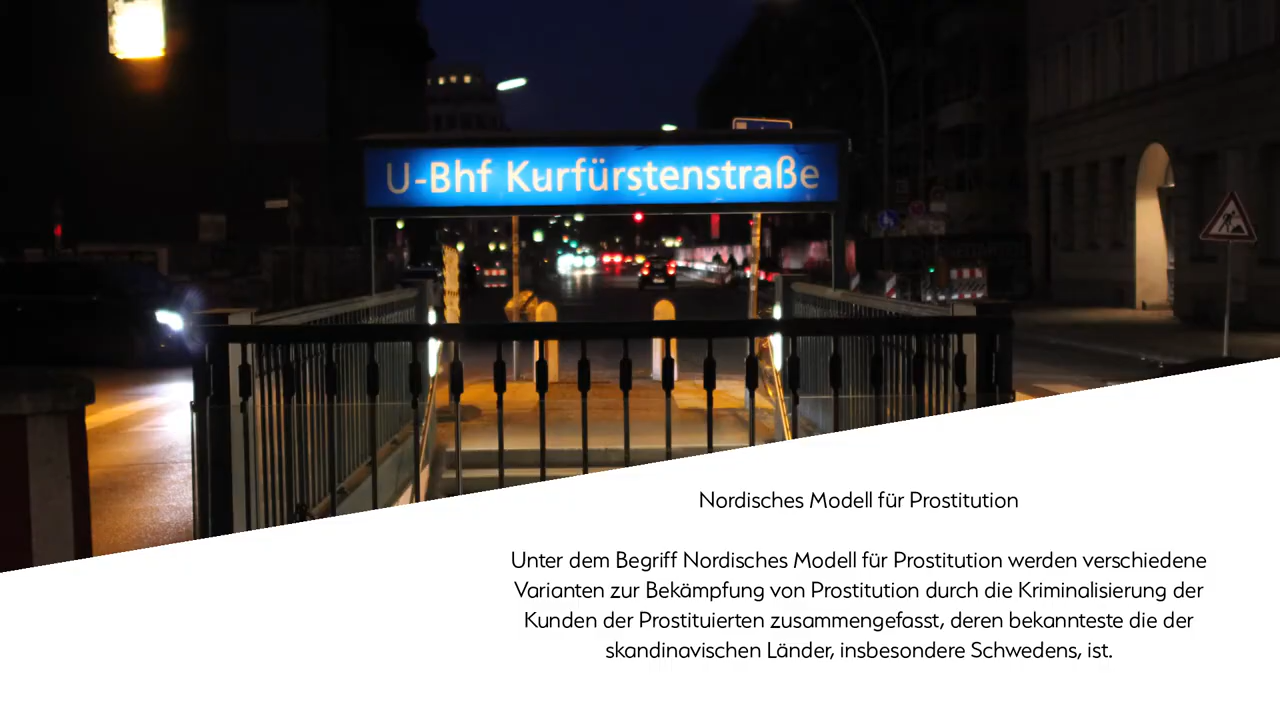 U-Bhf Kurfürstenstraße
Nordisches Modell für Prostitution
Unter dem Begriff Nordisches Modell für Prostitution werden verschiedene
Varianten zur Bekämpfung von Prostitution durch die Kriminalisierung der
Kunden der Prostituierten zusammengefasst, deren bekannteste die der
skandinavischen Länder, insbesondere Schwedens, ist.